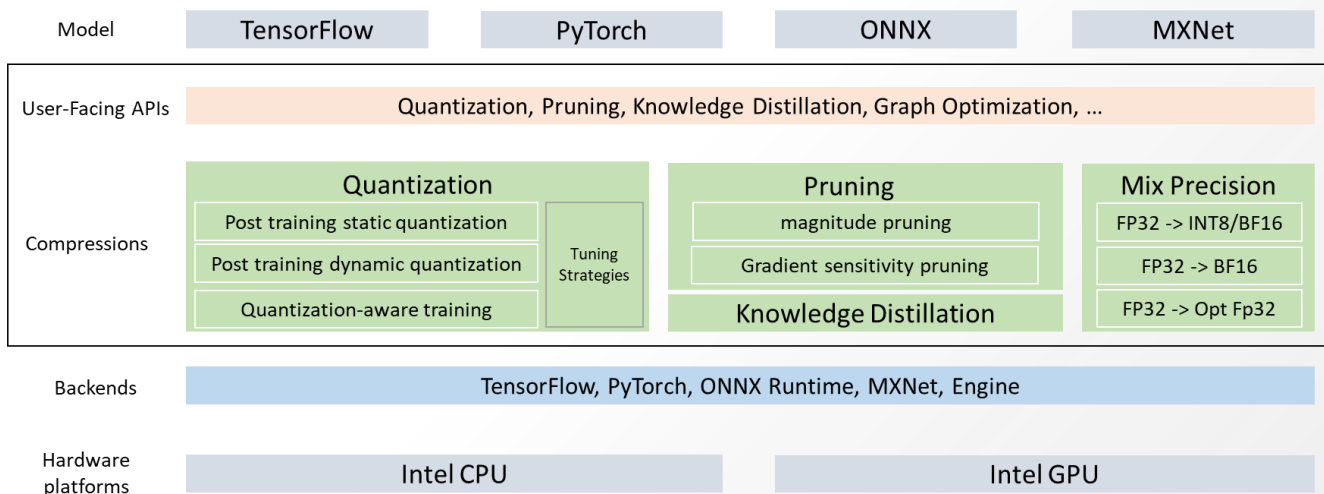 Model
TensorFlow
PyTorch
ONNX
MXNet
User-Facing APIs
Quantization, Pruning, Knowledge Distillation, Graph Optimization, ...
Compressions
Quantization
Post training static quantization
Post training dynamic quantization
Quantization-aware training
Tuning
Strategies
Pruning
magnitude pruning
Gradient sensitivity pruning
Knowledge Distillation
Mix Precision
FP32 -> INT8/BF16
FP32 -> BF16
FP32 -> Opt Fp32
Backends
TensorFlow, PyTorch, ONNX Runtime, MXNet, Engine
Hardware
platforms
Intel CPU
Intel GPU